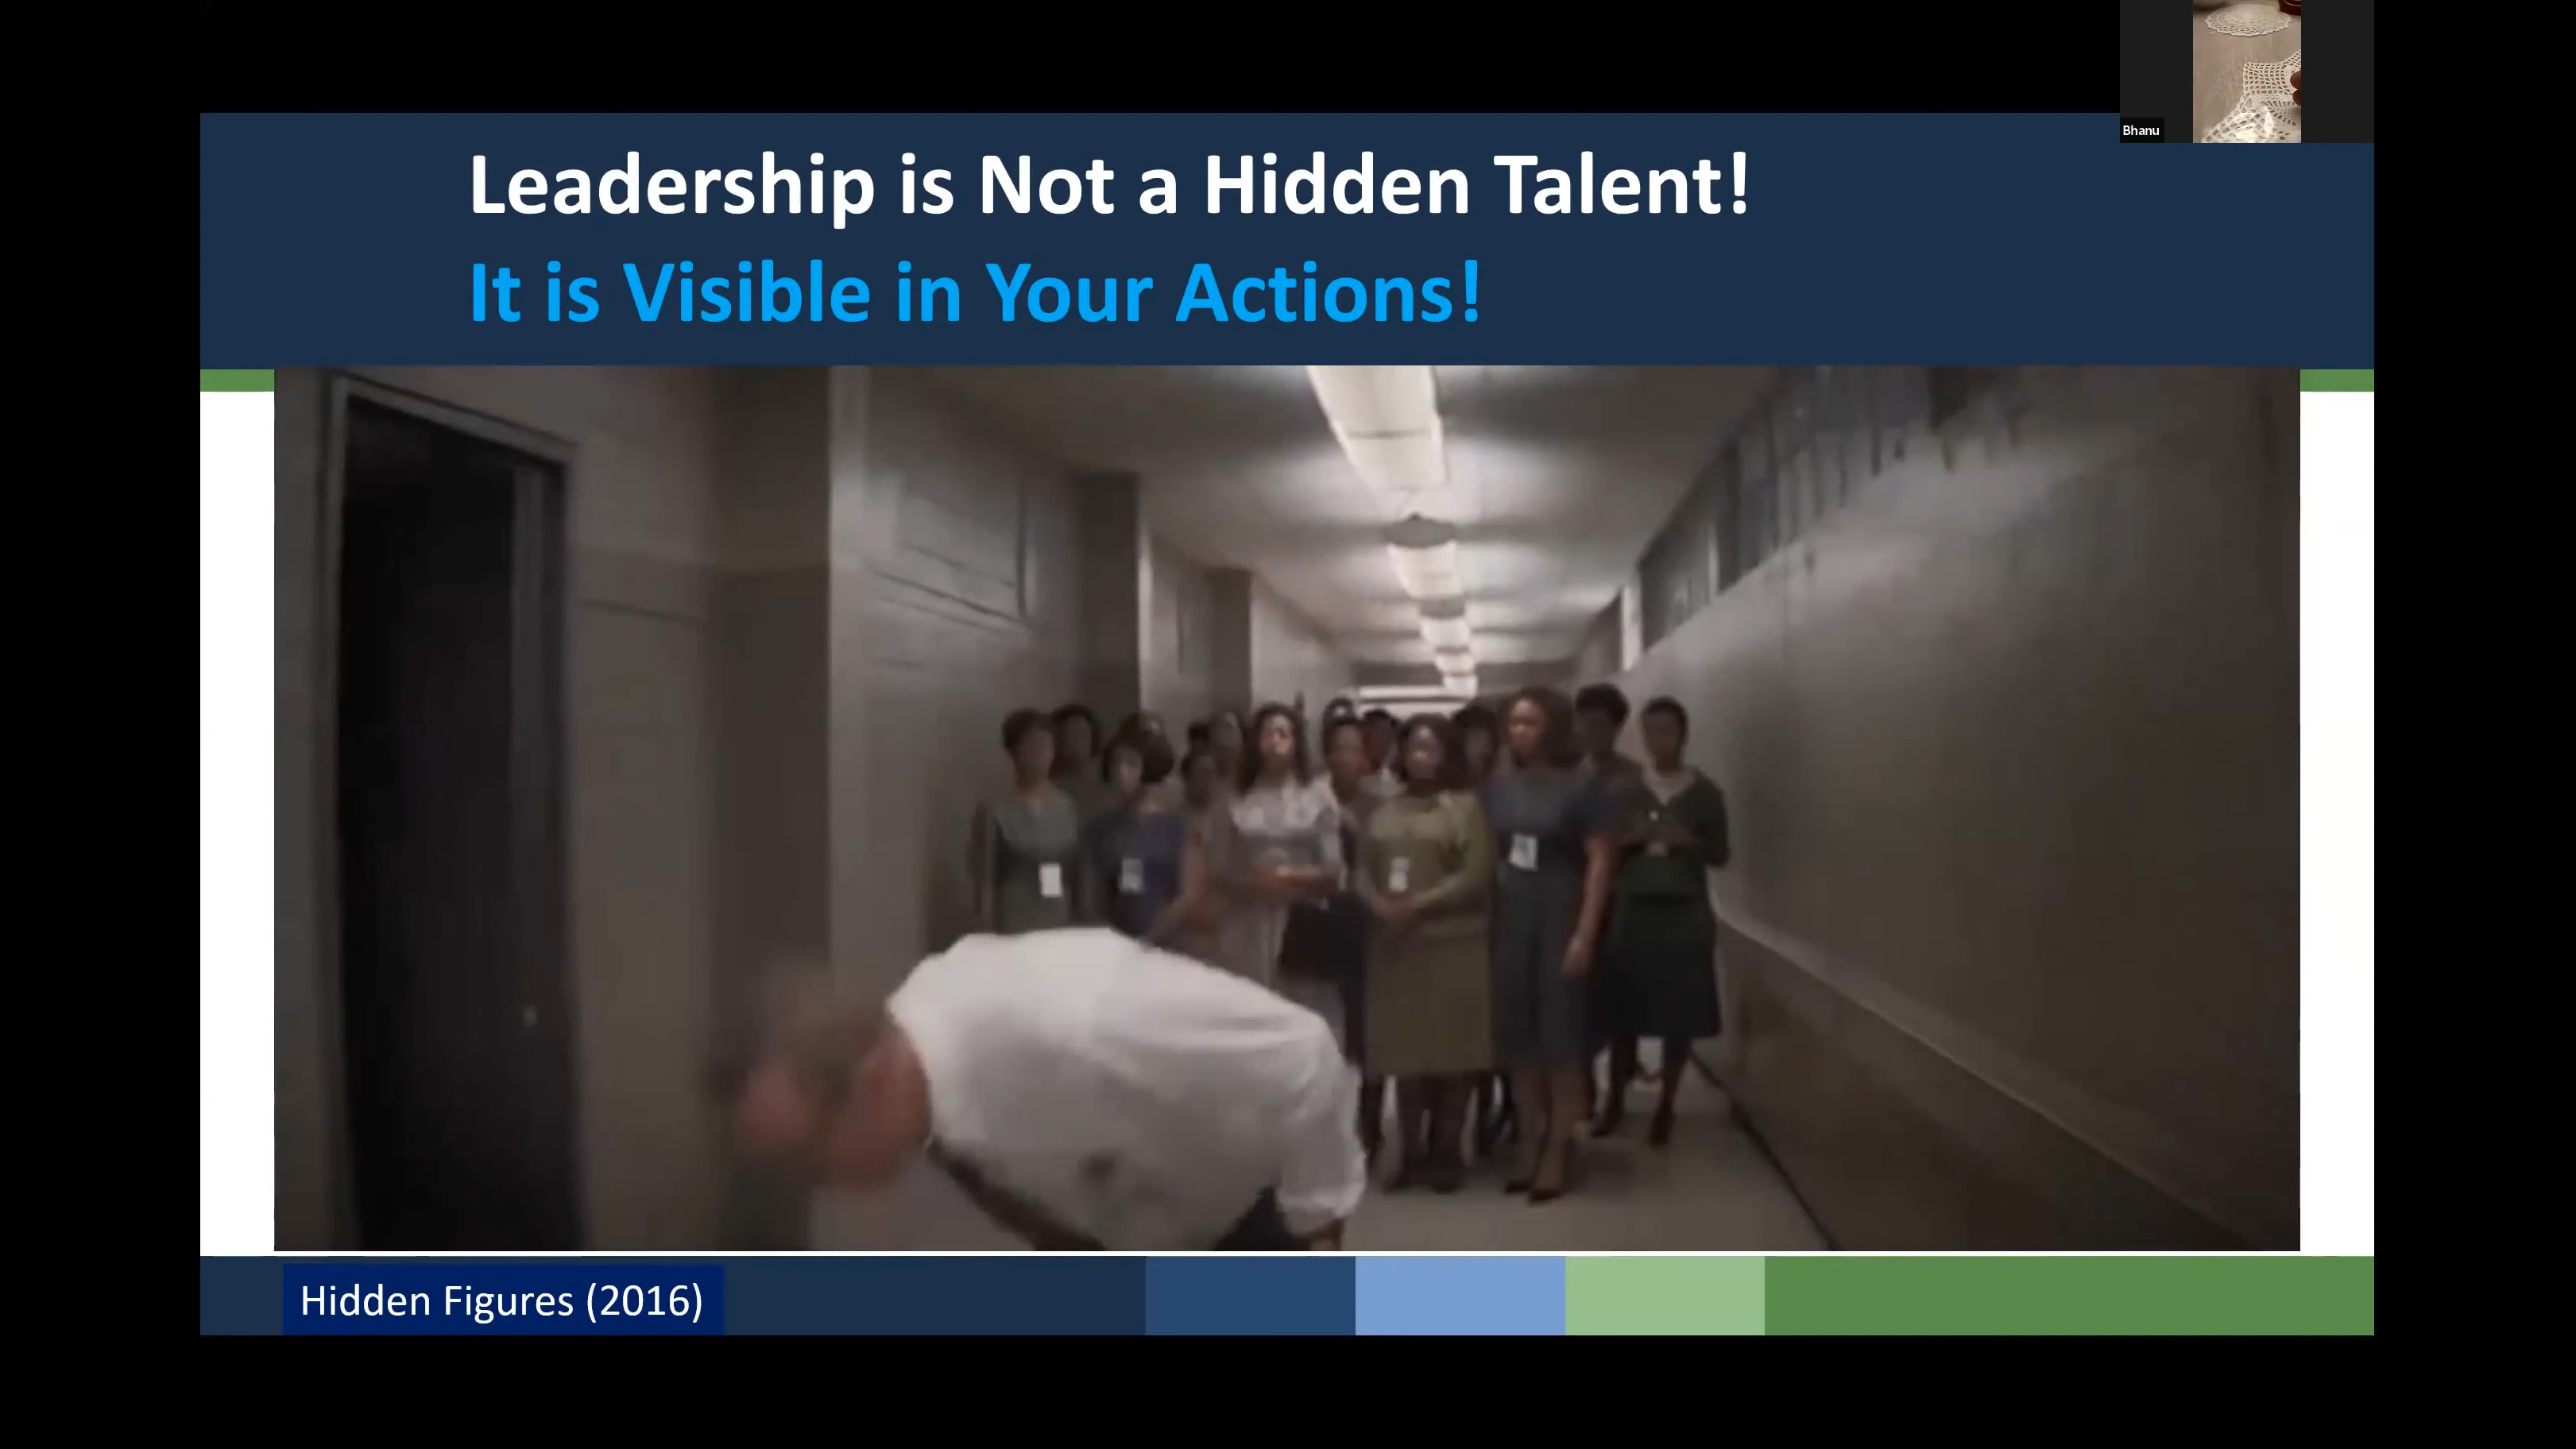 Bhanu
Leadership is Not a Hidden Talent!
It is Visible in Your Actions!
Hidden Figures (2016)